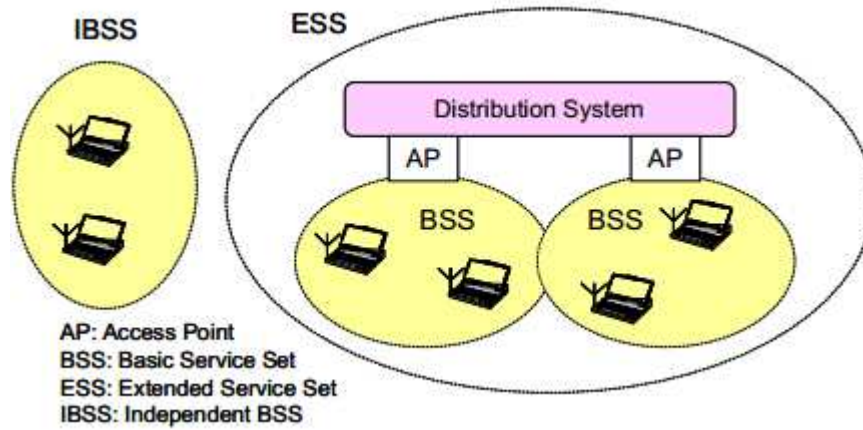 IBSS
ESS
Distribution System
AP
AP
BSS
BSS
AP: Access Point
BSS: Basic Service Set
ESS: Extended Service Set
IBSS: Independent BSS